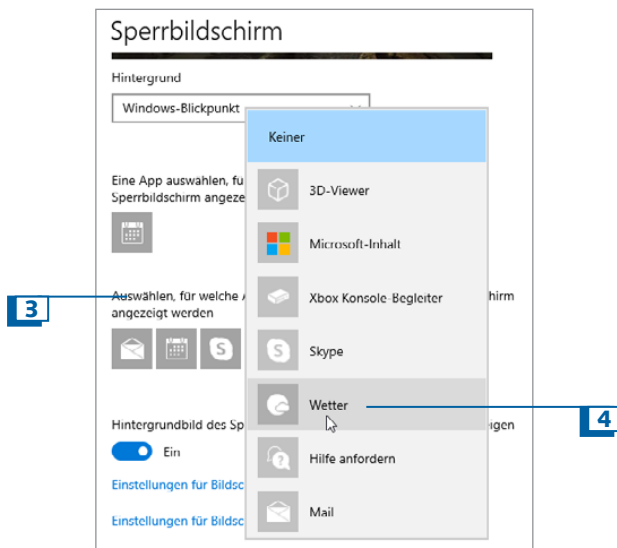 Sperrbildschirm
Hintergrund
Windows-Blickpunkt
Keiner
Eine App auswählen, fü
Sperrbildschirm angeze
3D-Viewer
Microsoft-Inhalt
3
Auswählen, für welche
hirm
angezeigt werden
Xbox Konsole-Begleiter
Skype
Wetter
4
Hintergrundbild des Sp
igen
Ein
Hilfe anfordern
Einstellungen für Bildsc
Mail
Einstellungen für Bildsc